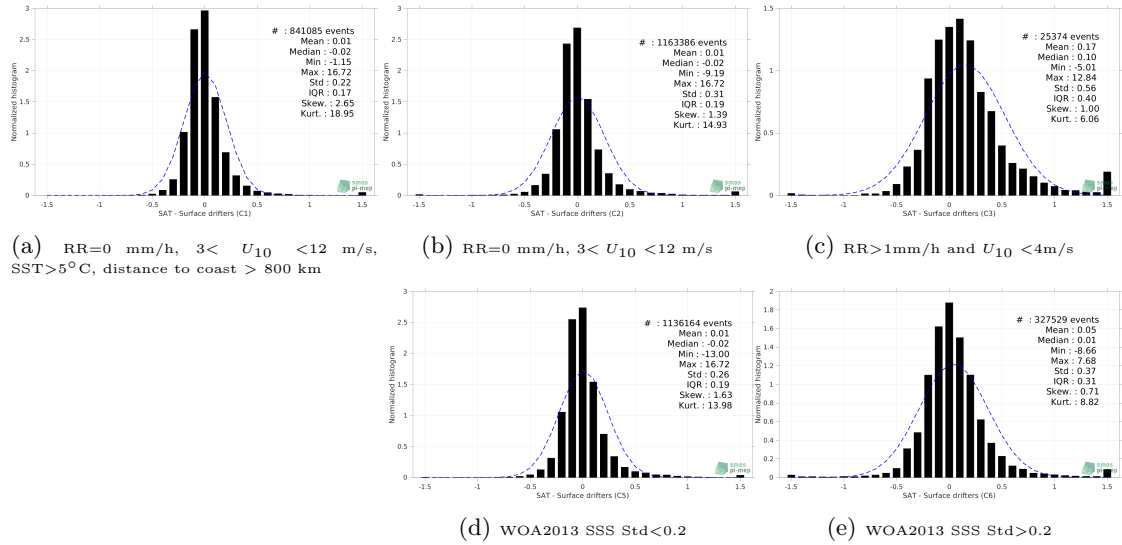 3
2.5
2
1.5
1
0.5
0
Normalized histogram
# : 841085 events
Mean : 0.01
Median : -0.02
Min : -1.15
Max : 16.72
Std : 0.22
IQR : 0.17
Skew. : 2.65
Kurt. : 18.95
smos
pi-mep
-1.5 -1 -0.5 0 0.5 1 1.5
SAT - Surface drifters (C1)
(a) RR=0 mm/h, 3< U10 <12 m/s,
SST>5°C, distance to coast > 800 km
3
2.5
2
1.5
1
0.5
0
Normalized histogram
# : 1163386 events
Mean : 0.01
Median : -0.02
Min : -9.19
Max : 16.72
Std : 0.31
IQR : 0.19
Skew. : 1.39
Kurt. : 14.93
smos
pi-mep
-1.5 -1 -0.5 0 0.5 1 1.5
SAT - Surface drifters (C2)
(b) RR=0 mm/h, 3< U10 <12 m/s
1.5
1
0.5
0
Normalized histogram
# : 25374 events
Mean : 0.17
Median : 0.10
Min : -5.01
Max : 12.84
Std : 0.56
IQR : 0.40
Skew. : 1.00
Kurt. : 6.06
smos
pi-mep
-1.5 -1 -0.5 0 0.5 1 1.5
SAT - Surface drifters (C3)
(c) RR>1mm/h and U10 <4m/s
3
2.5
2
1.5
1
0.5
0
Normalized histogram
# : 1136164 events
Mean : 0.01
Median : -0.02
Min : -13.00
Max : 16.72
Std : 0.26
IQR : 0.19
Skew. : 1.63
Kurt. : 13.98
smos
pi-mep
-1.5 -1 -0.5 0 0.5 1 1.5
SAT - Surface drifters (C5)
(d) WOA2013 SSS Std<0.2
2
1.8
1.6
1.4
1.2
1
0.8
0.6
0.4
0.2
0
Normalized histogram
# : 327529 events
Mean : 0.05
Median : 0.01
Min : -8.66
Max : 7.68
Std : 0.37
IQR : 0.31
Skew. : 0.71
Kurt. : 8.82
smos
pi-mep
-1.5 -1 -0.5 0 0.5 1 1.5
SAT - Surface drifters (C6)
(e) WOA2013 SSS Std>0.2